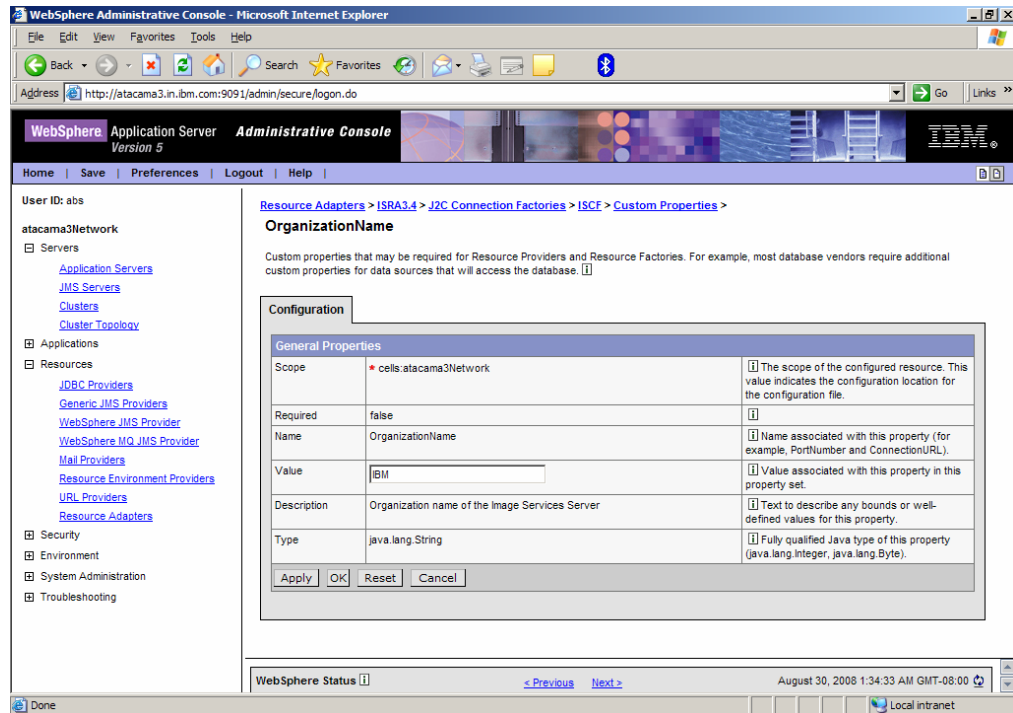 WebSphere Administrative Console - Microsoft Internet Explorer
File Edit View Favorites Tools Help
Back Search Favorites
Address http://atacama3.in.ibm.com:9091/admin/secure/logon.do Go Links »
WebSphere Application Server Administrative Console
Version 5
IBM
Home | Save | Preferences | Logout | Help |
User ID: abs
atacama3Network
Servers
Application Servers
JMS Servers
Clusters
Cluster Topology
Applications
Resources
JDBC Providers
Generic JMS Providers
WebSphere JMS Provider
WebSphere MQ JMS Provider
Mail Providers
Resource Environment Providers
URL Providers
Resource Adapters
Security
Environment
System Administration
Troubleshooting
Resource Adapters > ISRA3.4 > J2C Connection Factories > ISCF > Custom Properties >
OrganizationName
Custom properties that may be required for Resource Providers and Resource Factories. For example, most database vendors require additional
custom properties for data sources that will access the database. i
Configuration
General Properties
Scope * cells:atacama3Network i The scope of the configured resource. This
value indicates the configuration location for
the configuration file.
Required false i
Name OrganizationName i Name associated with this property (for
example, PortNumber and ConnectionURL).
Value IBM i Value associated with this property in this
property set.
Description Organization name of the Image Services Server i Text to describe any bounds or well-
defined values for this property.
Type java.lang.String i Fully qualified Java type of this property
(java.lang.Integer, java.lang.Byte).
Apply OK Reset Cancel
WebSphere Status i < Previous Next > August 30, 2008 1:34:33 AM GMT-08:00
Done Local intranet